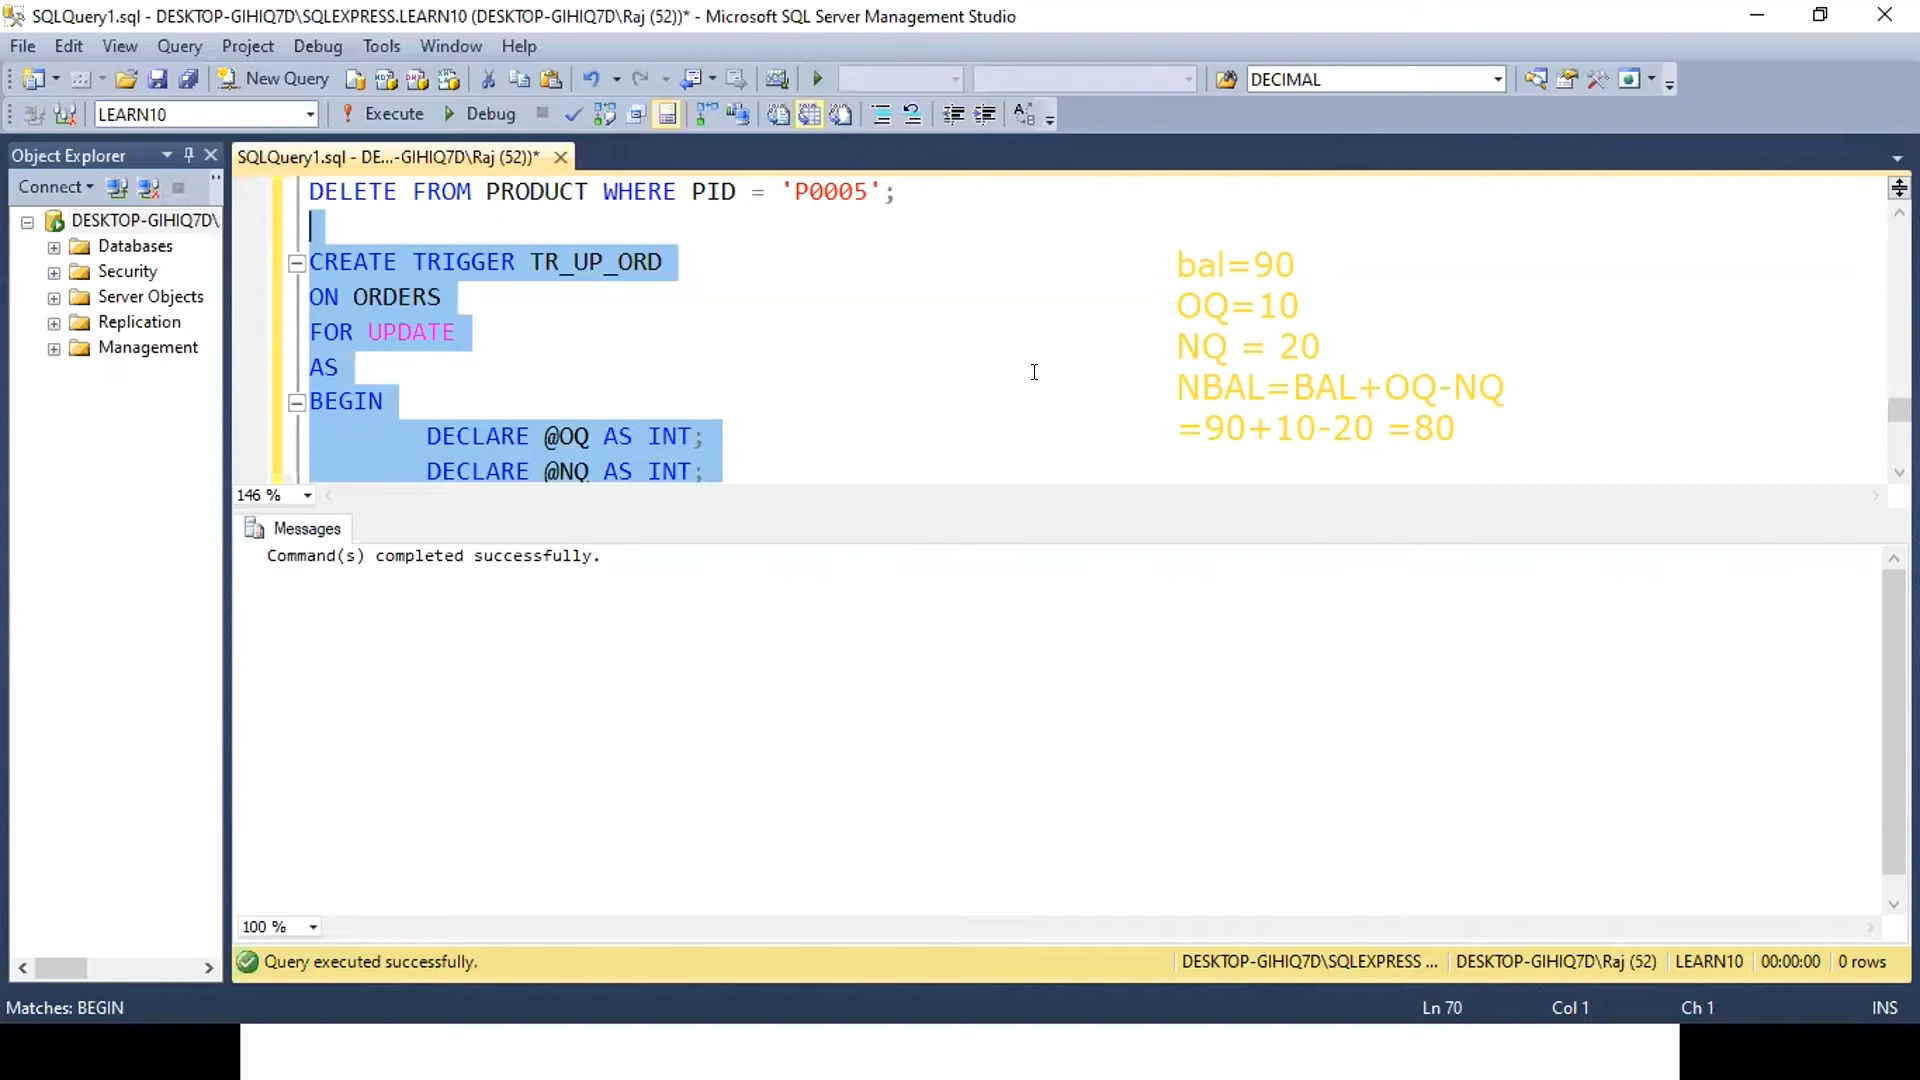 SQLQuery1.sql - DESKTOP-GIHIQ7D\SQLEXPRESS.LEARN10 (DESKTOP-GIHIQ7D\Raj (52))* - Microsoft SQL Server Management Studio
File Edit View Query Project Debug Tools Window Help
New Query DECIMAL
LEARN10 Execute Debug
Object Explorer
Connect
DESKTOP-GIHIQ7D\
Databases
Security
Server Objects
Replication
Management
SQLQuery1.sql - DE...-GIHIQ7D\Raj (52))*
DELETE FROM PRODUCT WHERE PID = 'P0005';
CREATE TRIGGER TR_UP_ORD
ON ORDERS
FOR UPDATE
AS
BEGIN
DECLARE @OQ AS INT;
DECLARE @NQ AS INT;
bal=90
OQ=10
NQ = 20
NBAL=BAL+OQ-NQ
=90+10-20 =80
146 %
Messages
Command(s) completed successfully.
100 %
Query executed successfully. DESKTOP-GIHIQ7D\SQLEXPRESS ... DESKTOP-GIHIQ7D\Raj (52) LEARN10 00:00:00 0 rows
Matches: BEGIN Ln 70 Col 1 Ch 1 INS